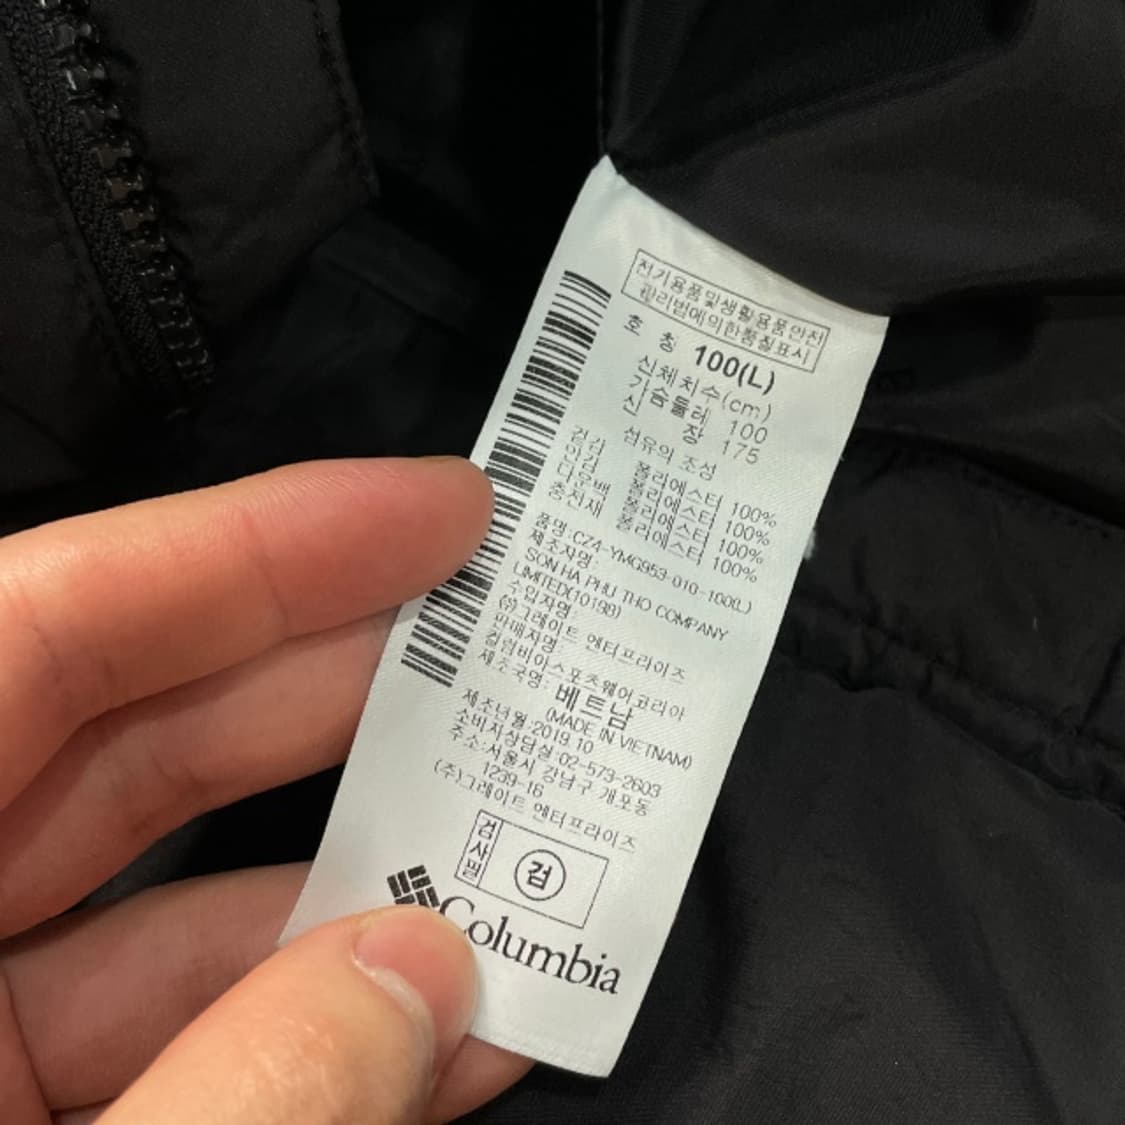 전기용품및생활용품안전
관리법에의한품질표시
호 칭 100(L)
신체치수(cm)
가슴둘레 100
신 장 175
섬유의 조성
겉감 폴리에스터 100%
안감 폴리에스터 100%
다운백 폴리에스터 100%
충전재 폴리에스터 100%
품명:CZ4-YMG953-010-100(L)
제조자명:
SON HA PHU THO COMPANY
LIMITED(10198)
수입자명:
㈜그레이트 엔터프라이즈
판매자명:
컬럼비아스포츠웨어코리아
제조국명: 베트남
(MADE IN VIETNAM)
제조년월:2019.10
소비자상담실:02-573-2603
주소:서울시 강남구 개포동
1239-16
(주)그레이트 엔터프라이즈
검사필 검
Columbia